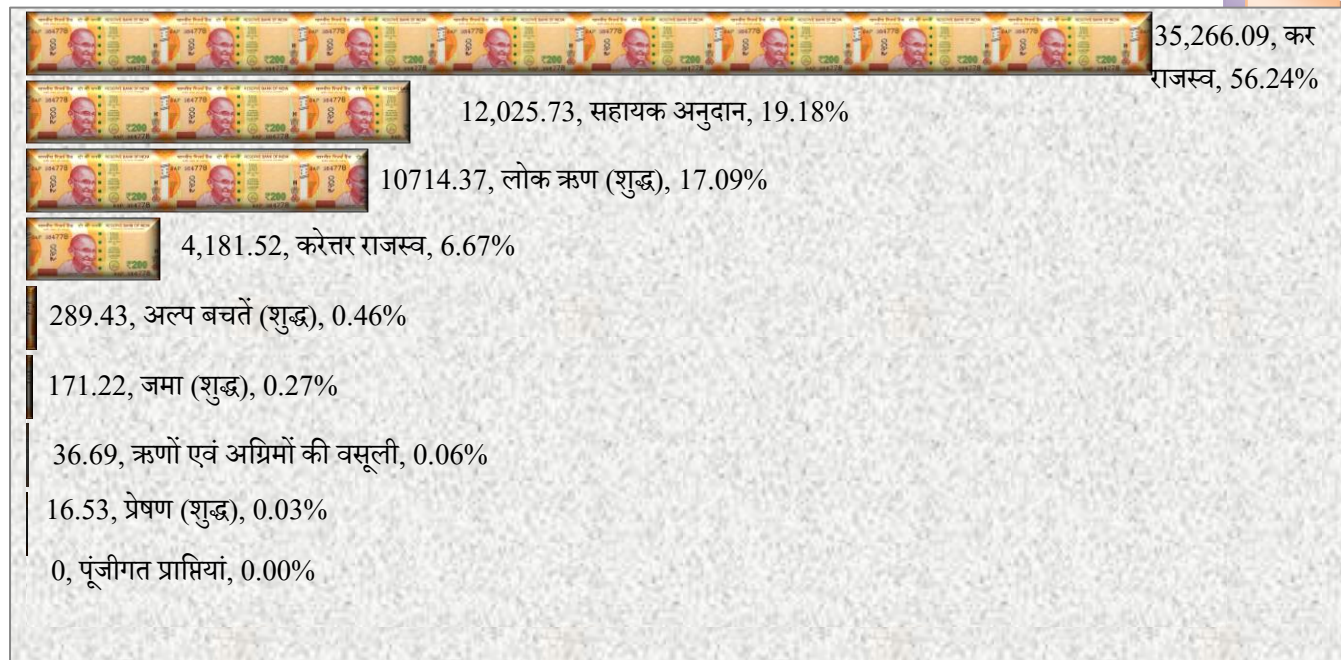 35,266.09, कर
राजस्व, 56.24%
12,025.73, सहायक अनुदान, 19.18%
10714.37, लोक ऋण (शुद्ध), 17.09%
4,181.52, करेत्तर राजस्व, 6.67%
289.43, अल्प बचतें (शुद्ध), 0.46%
171.22, जमा (शुद्ध), 0.27%
36.69, ऋणों एवं अग्रिमों की वसूली, 0.06%
16.53, प्रेषण (शुद्ध), 0.03%
0, पूंजीगत प्राप्तियां, 0.00%